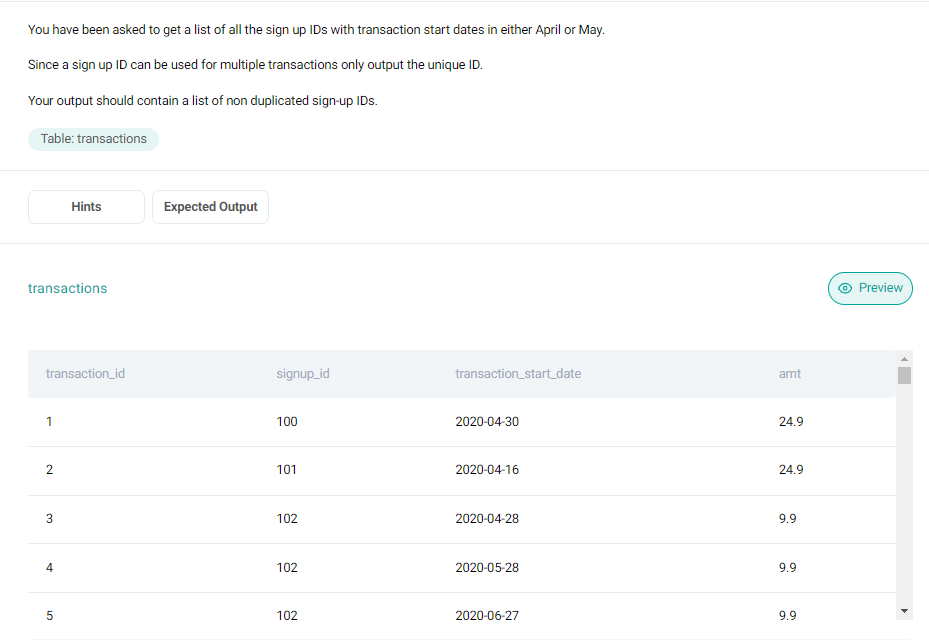 You have been asked to get a list of all the sign up IDs with transaction start dates in either April or May.
Since a sign up ID can be used for multiple transactions only output the unique ID.
Your output should contain a list of non duplicated sign-up IDs.
Table: transactions
Hints Expected Output
transactions Preview
transaction_id signup_id transaction_start_date amt
1 100 2020-04-30 24.9
2 101 2020-04-16 24.9
3 102 2020-04-28 9.9
4 102 2020-05-28 9.9
5 102 2020-06-27 9.9